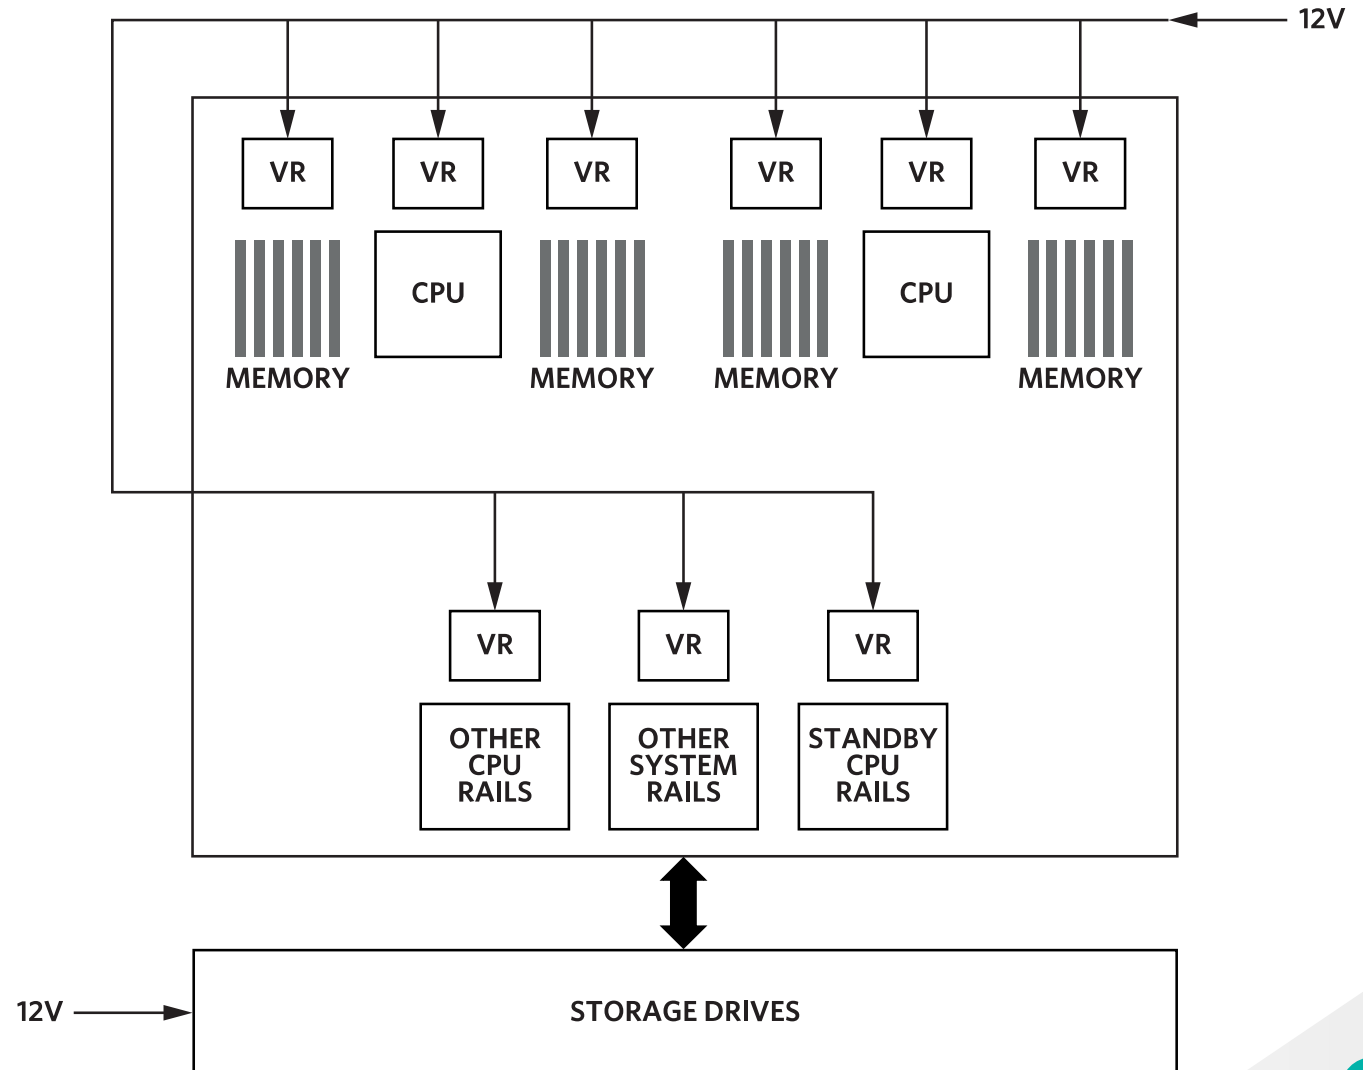 12V
VR
VR
VR
VR
VR
VR
CPU
CPU
MEMORY
MEMORY
MEMORY
MEMORY
VR
VR
VR
OTHER
CPU
RAILS
OTHER
SYSTEM
RAILS
STANDBY
CPU
RAILS
12V
STORAGE DRIVES